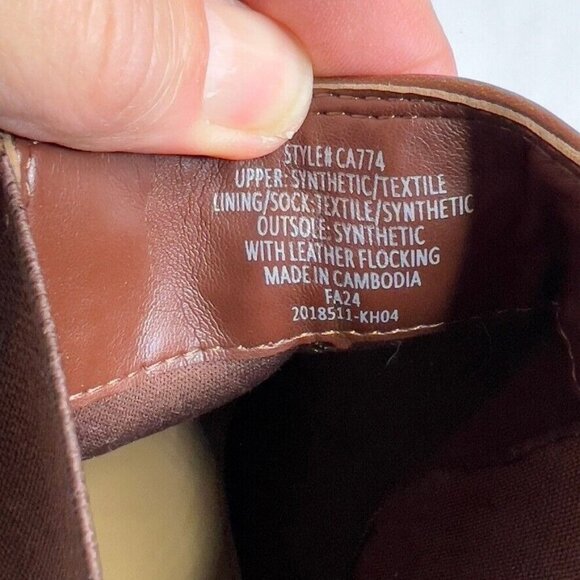 STYLE# CA774
UPPER: SYNTHETIC/TEXTILE
LINING/SOCK:TEXTILE/SYNTHETIC
OUTSOLE: SYNTHETIC
WITH LEATHER FLOCKING
MADE IN CAMBODIA
FA24
2018511-KH04